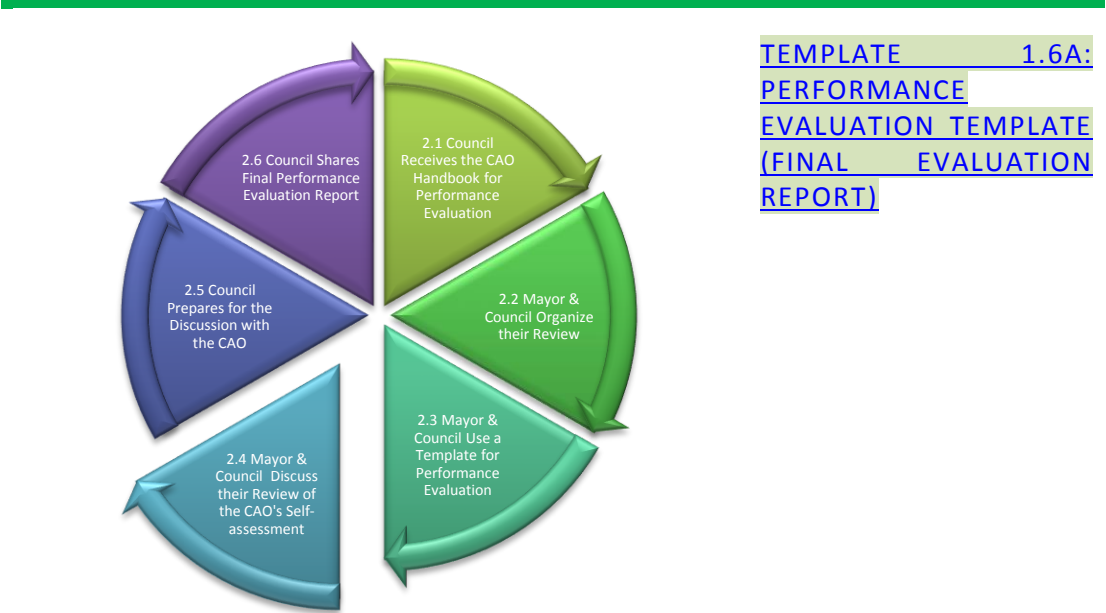 2.1 Council
Receives the CAO
Handbook for
Performance
Evaluation
2.2 Mayor &
Council Organize
their Review
2.3 Mayor &
Council Use a
Template for
Performance
Evaluation
2.4 Mayor &
Council Discuss
their Review of
the CAO's Self-
assessment
2.5 Council
Prepares for the
Discussion with
the CAO
2.6 Council Shares
Final Performance
Evaluation Report
TEMPLATE 1.6A:
PERFORMANCE
EVALUATION TEMPLATE
(FINAL EVALUATION
REPORT)